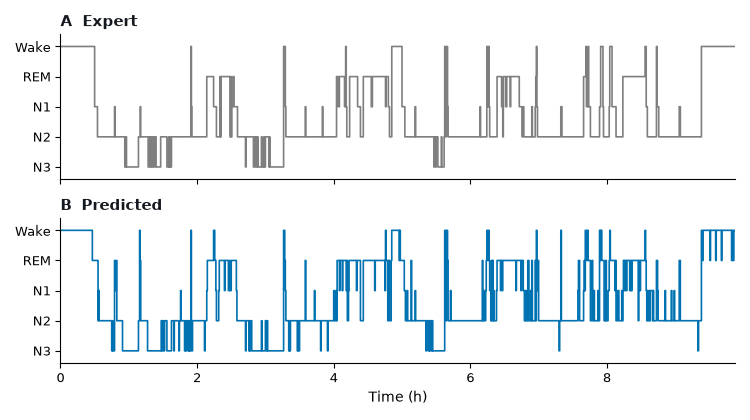 A Expert
Wake
REM
N1
N2
N3
B Predicted
Wake
REM
N1
N2
N3
0 2 4 6 8
Time (h)